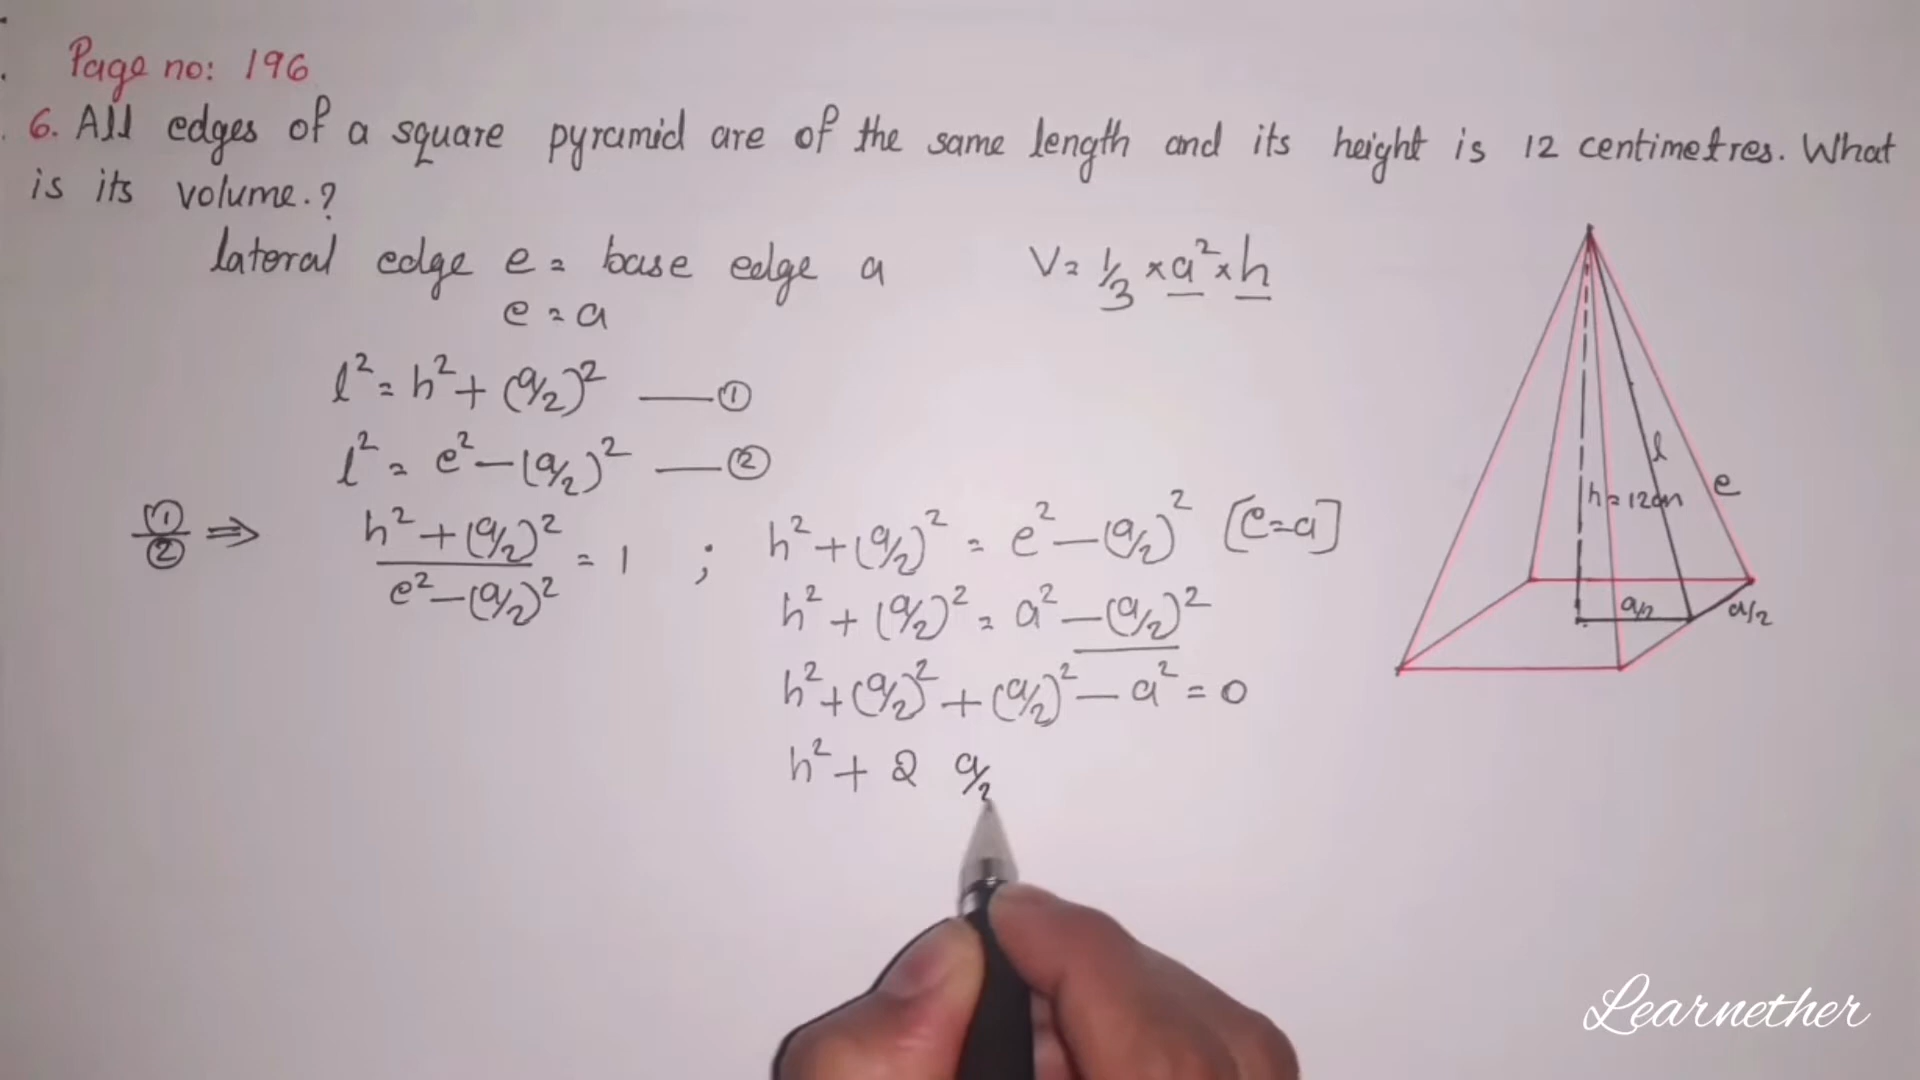 Page no: 196
6. All edges of a square pyramid are of the same length and its height is 12 centimetres. What
is its volume.?
lateral edge e = base edge a
V = 1/3 × a² × h
e = a
l² = h² + (a/2)² —— ①
l² = e² — (a/2)² —— ②
①/② ⇒ h² + (a/2)² / e² — (a/2)² = 1 ; h² + (a/2)² = e² — (a/2)² [e = a]
h² + (a/2)² = a² — (a/2)²
h² + (a/2)² + (a/2)² — a² = 0
h² + 2 a/2
l
e
h = 12cm
a/2
a/2
Learnether